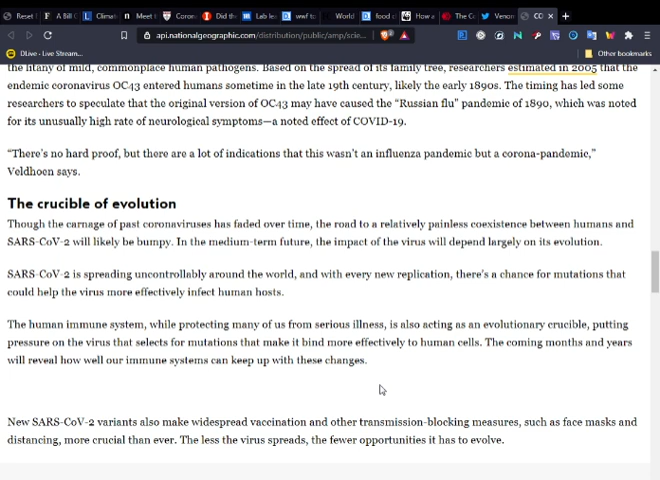 Reset
A Bill
Climat
Meet
Coron
Did th
Lab le
wwf to
World
food c
How a
The Co
Venom
CO
api.nationalgeographic.com/distribution/public/amp/scie...
DLive - Live Stream...
Other bookmarks
the litany of mild, commonplace human pathogens. Based on the spread of its family tree, researchers estimated in 2005 that the
endemic coronavirus OC43 entered humans sometime in the late 19th century, likely the early 1890s. The timing has led some
researchers to speculate that the original version of OC43 may have caused the “Russian flu” pandemic of 1890, which was noted
for its unusually high rate of neurological symptoms—a noted effect of COVID-19.
“There’s no hard proof, but there are a lot of indications that this wasn’t an influenza pandemic but a corona-pandemic,”
Veldhoen says.
The crucible of evolution
Though the carnage of past coronaviruses has faded over time, the road to a relatively painless coexistence between humans and
SARS-CoV-2 will likely be bumpy. In the medium-term future, the impact of the virus will depend largely on its evolution.
SARS-CoV-2 is spreading uncontrollably around the world, and with every new replication, there’s a chance for mutations that
could help the virus more effectively infect human hosts.
The human immune system, while protecting many of us from serious illness, is also acting as an evolutionary crucible, putting
pressure on the virus that selects for mutations that make it bind more effectively to human cells. The coming months and years
will reveal how well our immune systems can keep up with these changes.
New SARS-CoV-2 variants also make widespread vaccination and other transmission-blocking measures, such as face masks and
distancing, more crucial than ever. The less the virus spreads, the fewer opportunities it has to evolve.